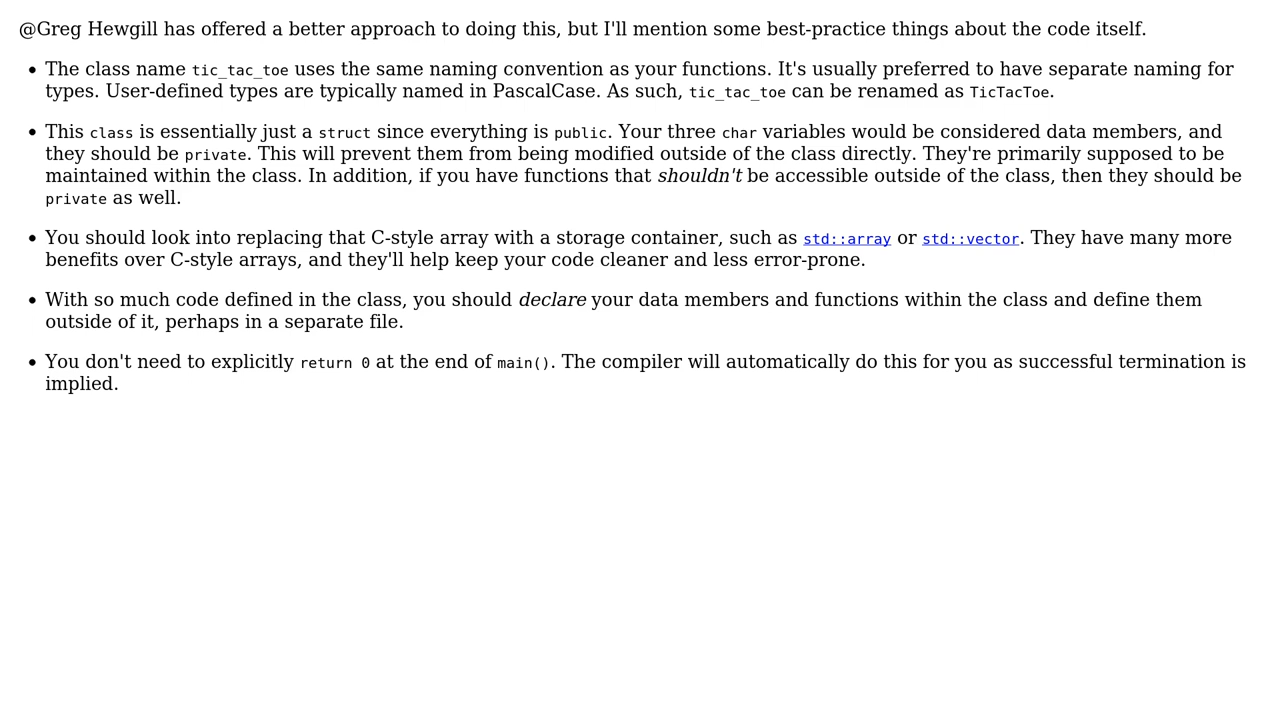 @Greg Hewgill has offered a better approach to doing this, but I'll mention some best-practice things about the code itself.
• The class name tic_tac_toe uses the same naming convention as your functions. It's usually preferred to have separate naming for
types. User-defined types are typically named in PascalCase. As such, tic_tac_toe can be renamed as TicTacToe.
• This class is essentially just a struct since everything is public. Your three char variables would be considered data members, and
they should be private. This will prevent them from being modified outside of the class directly. They're primarily supposed to be
maintained within the class. In addition, if you have functions that shouldn't be accessible outside of the class, then they should be
private as well.
• You should look into replacing that C-style array with a storage container, such as std::array or std::vector. They have many more
benefits over C-style arrays, and they'll help keep your code cleaner and less error-prone.
• With so much code defined in the class, you should declare your data members and functions within the class and define them
outside of it, perhaps in a separate file.
• You don't need to explicitly return 0 at the end of main(). The compiler will automatically do this for you as successful termination is
implied.